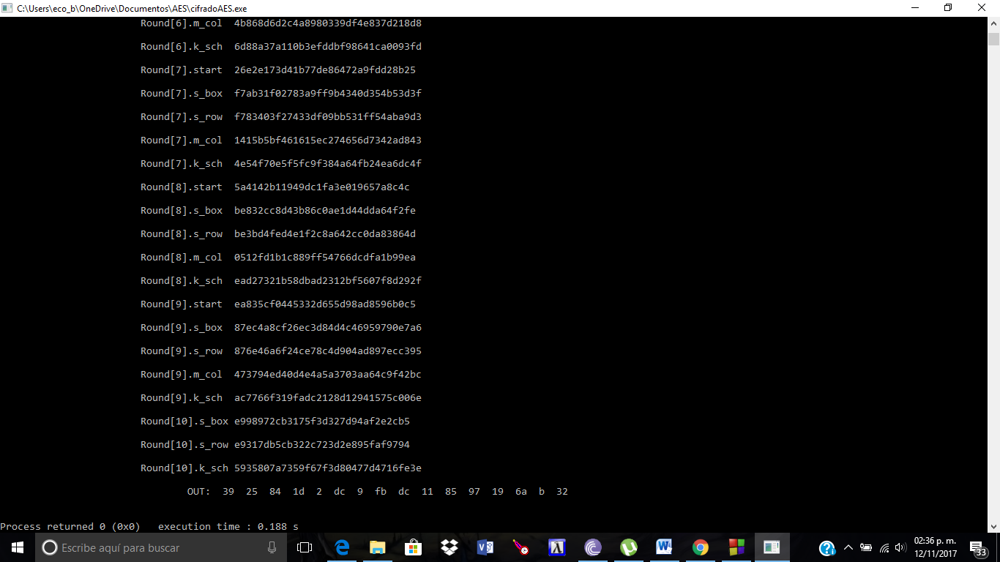 C:\Users\eco_b\OneDrive\Documentos\AES\cifradoAES.exe
Round[6].m_col 4b868d6d2c4a8980339df4e837d218d8
Round[6].k_sch 6d88a37a110b3efddbf98641ca0093fd
Round[7].start 26e2e173d41b77de86472a9fdd28b25
Round[7].s_box f7ab31f02783a9ff9b4340d354b53d3f
Round[7].s_row f783403f27433df09bb531ff54aba9d3
Round[7].m_col 1415b5bf461615ec274656d7342ad843
Round[7].k_sch 4e54f70e5f5fc9f384a64fb24ea6dc4f
Round[8].start 5a4142b11949dc1fa3e019657a8c4c
Round[8].s_box be832cc8d43b86c0ae1d44dda64f2fe
Round[8].s_row be3bd4fed4e1f2c8a642cc0da83864d
Round[8].m_col 0512fd1b1c889ff54766dcdfa1b99ea
Round[8].k_sch ead27321b58dbad2312bf5607f8d292f
Round[9].start ea835cf0445332d655d98ad8596b0c5
Round[9].s_box 87ec4a8cf26ec3d84d4c46959790e7a6
Round[9].s_row 876e46a6f24ce78c4d904ad897ecc395
Round[9].m_col 473794ed40d4e4a5a3703aa64c9f42bc
Round[9].k_sch ac7766f319fadc2128d12941575c006e
Round[10].s_box e998972cb3175f3d327d94af2e2cb5
Round[10].s_row e9317db5cb322c723d2e895faf9794
Round[10].k_sch 5935807a7359f67f3d80477d4716fe3e
OUT: 39 25 84 1d 2 dc 9 fb dc 11 85 97 19 6a b 32
Process returned 0 (0x0) execution time : 0.188 s
Escribe aquí para buscar
02:36 p. m.
12/11/2017
33